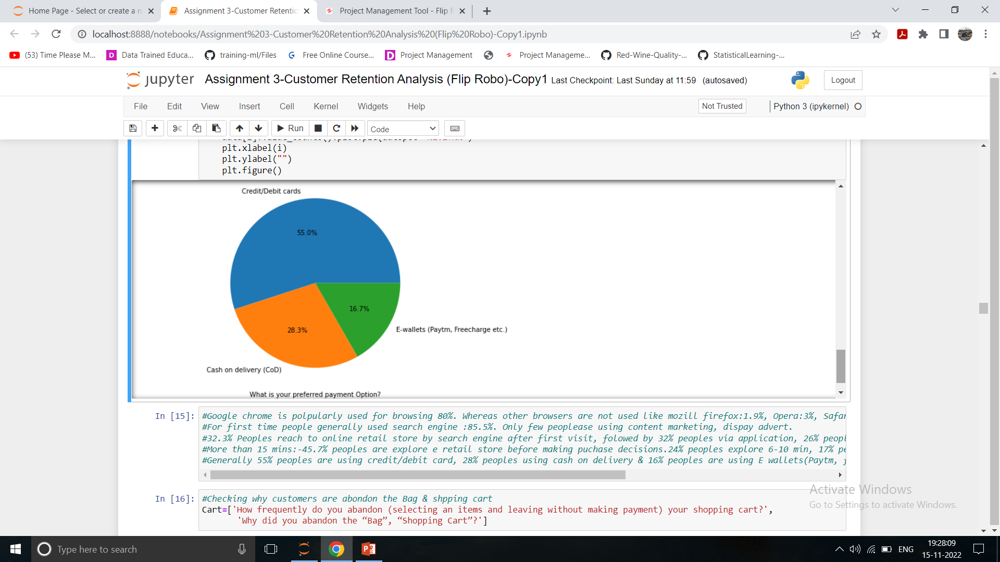 Home Page - Select or create a n
Assignment 3-Customer Retentio
Project Management Tool - Flip R
localhost:8888/notebooks/Assignment%203-Customer%20Retention%20Analysis%20(Flip%20Robo)-Copy1.ipynb
(53) Time Please M...
Data Trained Educa...
training-ml/Files
Free Online Course...
Project Management
Project Manageme...
Red-Wine-Quality-...
StatisticalLearning-...
jupyter Assignment 3-Customer Retention Analysis (Flip Robo)-Copy1 Last Checkpoint: Last Sunday at 11:59 (autosaved)
Logout
File Edit View Insert Cell Kernel Widgets Help
Not Trusted
Python 3 (ipykernel)
Run
Code
plt.xlabel(i)
plt.ylabel("")
plt.figure()
Credit/Debit cards
55.0%
16.7%
28.3%
E-wallets (Paytm, Freecharge etc.)
Cash on delivery (CoD)
What is your preferred payment Option?
In [15]:
#Google chrome is polpularly used for browsing 80%. Whereas other browsers are not used like mozill firefox:1.9%, Opera:3%, Safar
#For first time people generally used search engine :85.5%. Only few peoplease using content marketing, dispay advert.
#32.3% Peoples reach to online retail store by search engine after first visit, folowed by 32% peoples via application, 26% peopl
#More than 15 mins:-45.7% peoples are explore e retail store before making puchase decisions.24% peoples explore 6-10 min, 17% pe
#Generally 55% peoples are using credit/debit card, 28% peoples using cash on delivery & 16% peoples are using E wallets(Paytm,
In [16]:
#Checking why customers are abondon the Bag & shpping cart
Cart=['How frequently do you abandon (selecting an items and leaving without making payment) your shopping cart?',
'Why did you abandon the “Bag”, “Shopping Cart”?']
Activate Windows
Go to Settings to activate Windows.
Type here to search
ENG
19:28:09
15-11-2022